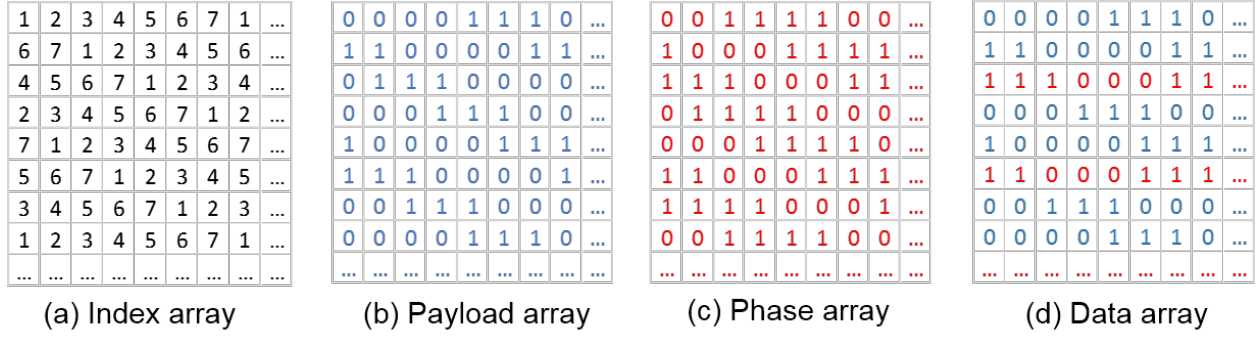 1 2 3 4 5 6 7 1 ...
6 7 1 2 3 4 5 6 ...
4 5 6 7 1 2 3 4 ...
2 3 4 5 6 7 1 2 ...
7 1 2 3 4 5 6 7 ...
5 6 7 1 2 3 4 5 ...
3 4 5 6 7 1 2 3 ...
1 2 3 4 5 6 7 1 ...
... ... ... ... ... ... ... ... ...
(a) Index array
0 0 0 0 1 1 1 0 ...
1 1 0 0 0 0 1 1 ...
0 1 1 1 0 0 0 0 ...
0 0 0 1 1 1 0 0 ...
1 0 0 0 0 1 1 1 ...
1 1 1 0 0 0 0 1 ...
0 0 1 1 1 0 0 0 ...
0 0 0 0 1 1 1 0 ...
... ... ... ... ... ... ... ... ...
(b) Payload array
0 0 1 1 1 1 0 0 ...
1 0 0 0 1 1 1 1 ...
1 1 1 0 0 0 1 1 ...
0 1 1 1 1 0 0 0 ...
0 0 0 1 1 1 1 0 ...
1 1 0 0 0 1 1 1 ...
1 1 1 1 0 0 0 1 ...
0 0 1 1 1 1 0 0 ...
... ... ... ... ... ... ... ... ...
(c) Phase array
0 0 0 0 1 1 1 0 ...
1 1 0 0 0 0 1 1 ...
1 1 1 0 0 0 1 1 ...
0 0 0 1 1 1 0 0 ...
1 0 0 0 0 1 1 1 ...
1 1 0 0 0 1 1 1 ...
0 0 1 1 1 0 0 0 ...
0 0 0 0 1 1 1 0 ...
... ... ... ... ... ... ... ... ...
(d) Data array